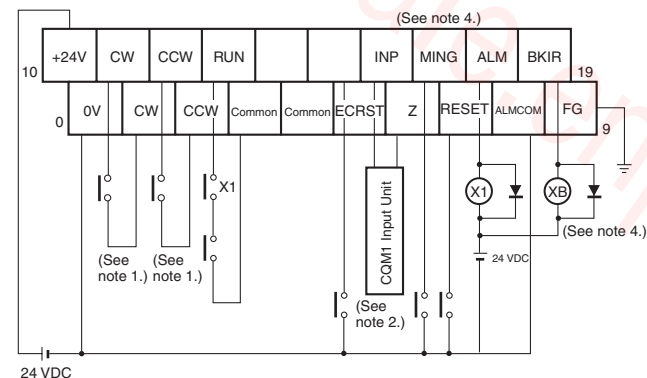 (See note 4.)
+24V CW CCW RUN INP MING ALM BKIR
10 19
0 0V CW CCW Common Common ECRST Z RESET ALMCOM FG 9
X1
X1 XB
(See note 4.)
CQM1 Input Unit
24 VDC
(See note 1.)
(See note 1.)
(See note 2.)
24 VDC